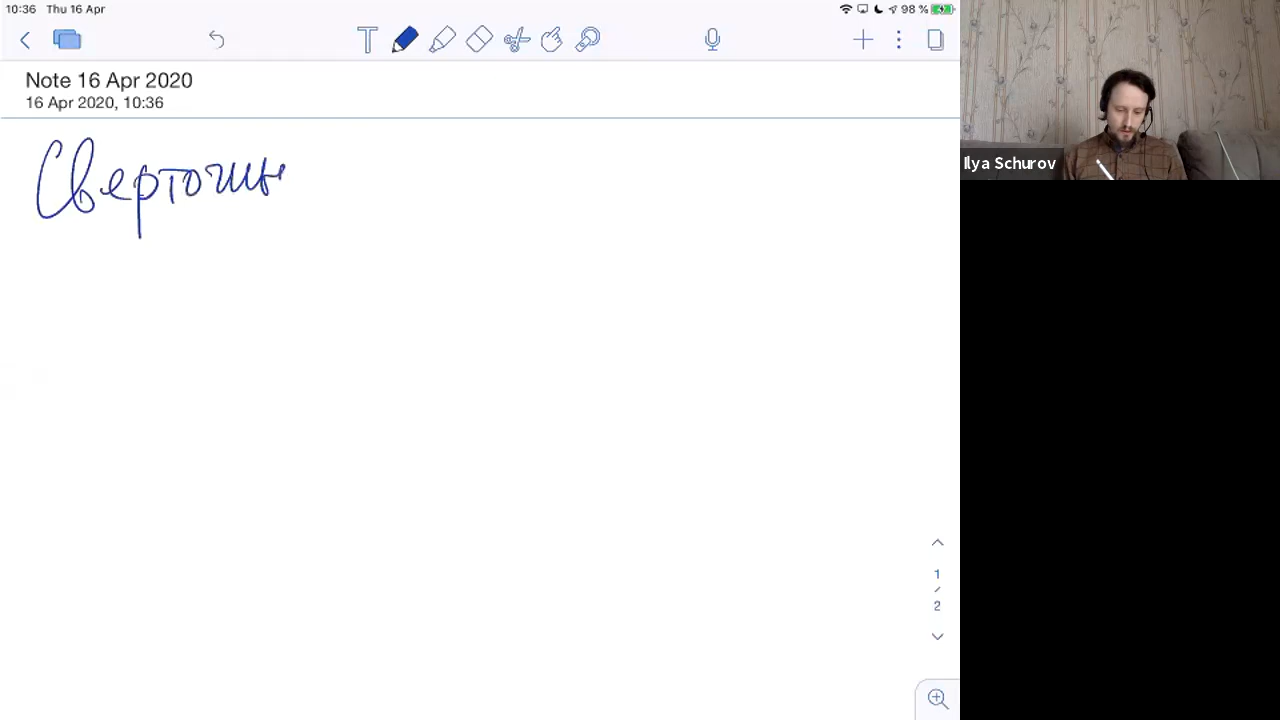 10:36 Thu 16 Apr 98 %
Note 16 Apr 2020
16 Apr 2020, 10:36
Сверточны
Ilya Schurov
1
/
2